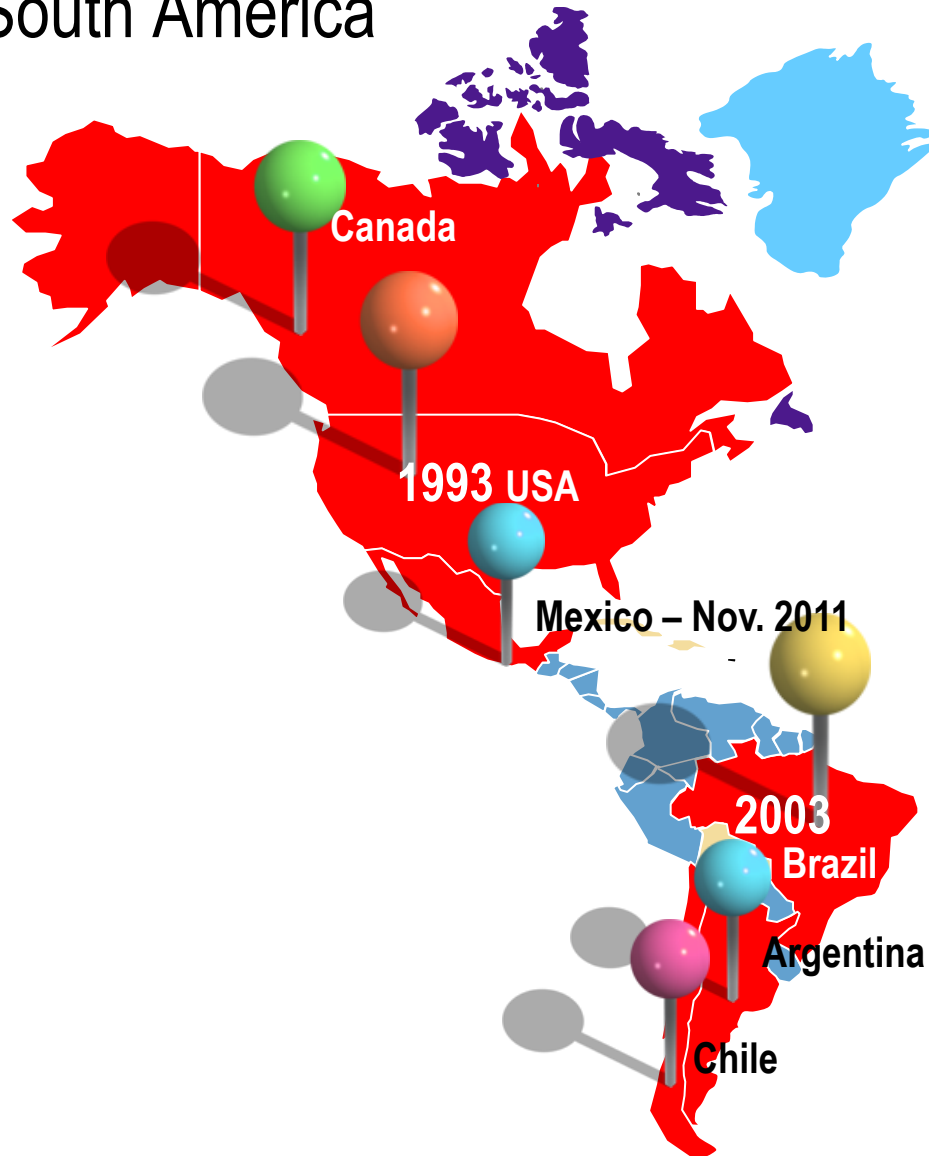 South America
Canada
1993 USA
Mexico – Nov. 2011
2003
Brazil
Argentina
Chile